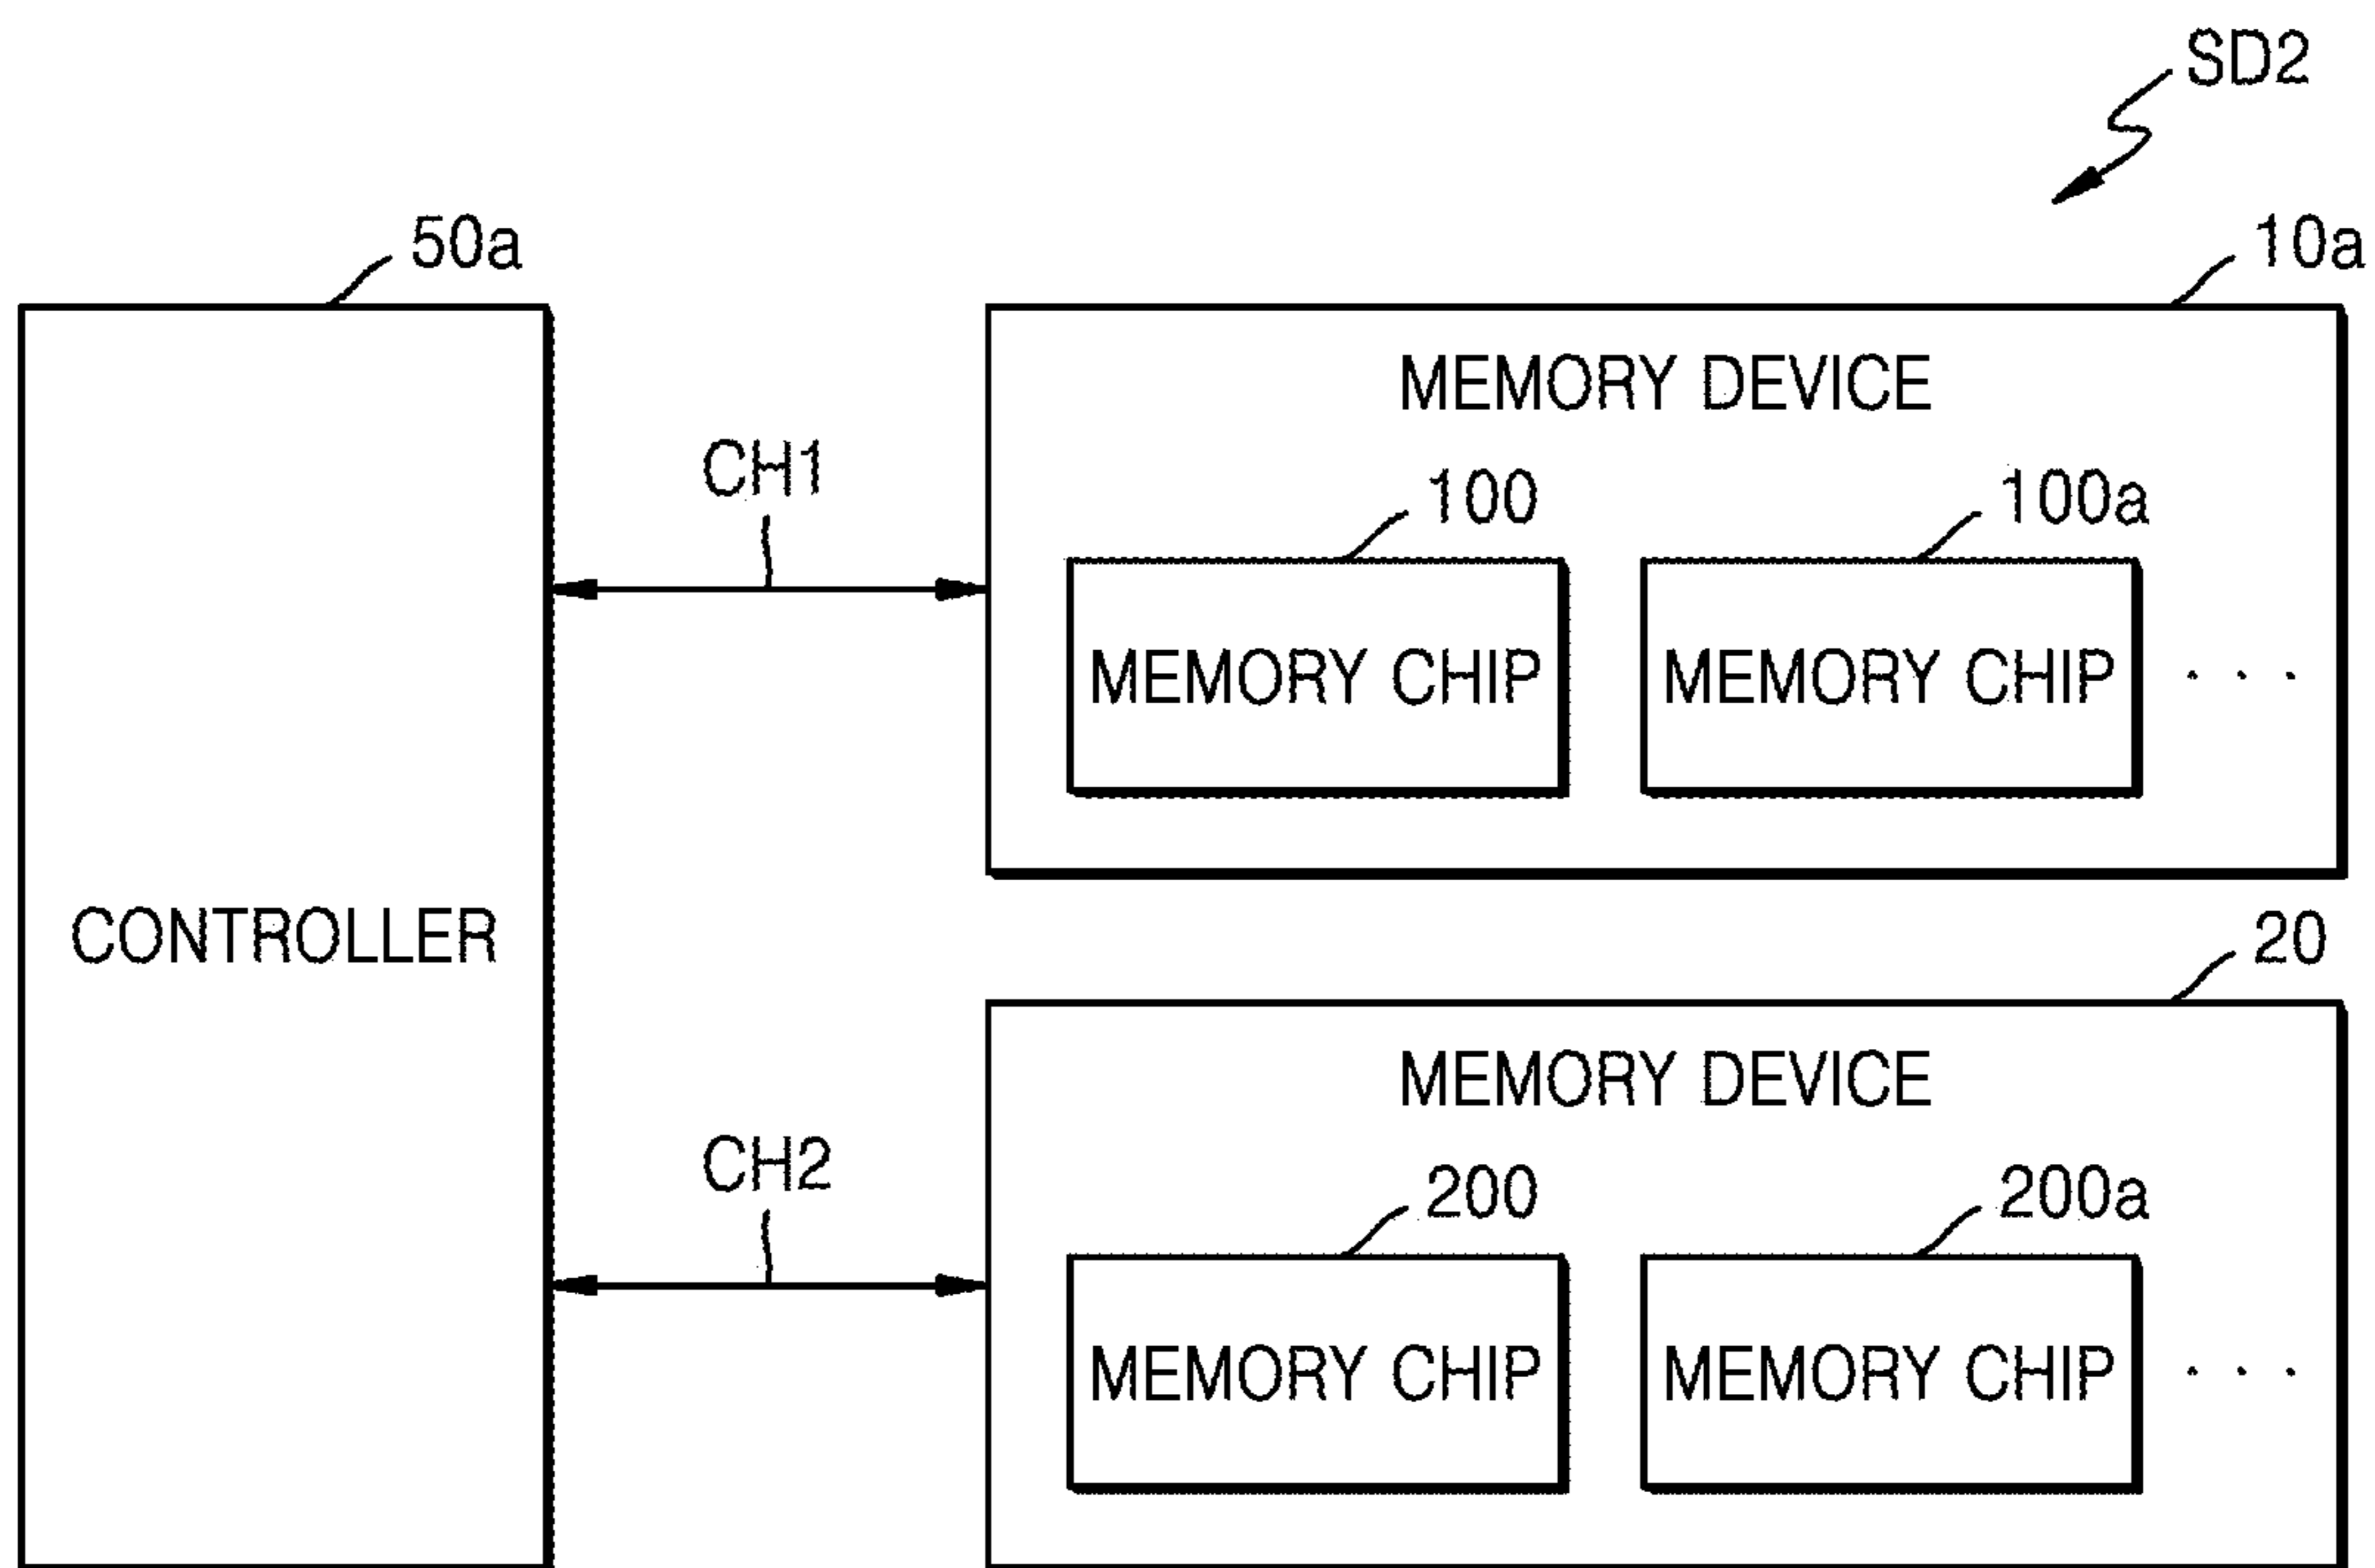 SD2
50a
10a
MEMORY DEVICE
CH1
100
100a
MEMORY CHIP
MEMORY CHIP
. . .
CONTROLLER
20
MEMORY DEVICE
CH2
200
200a
MEMORY CHIP
MEMORY CHIP
. . .